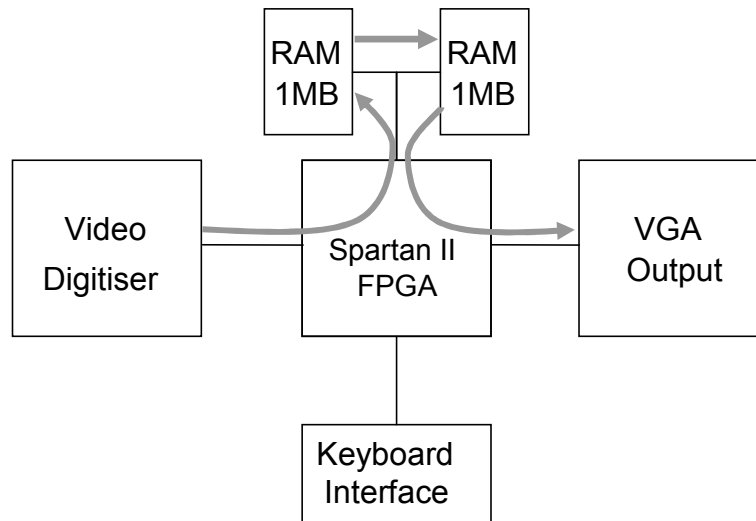 RAM
1MB
RAM
1MB
Video
Digitiser
Spartan II
FPGA
VGA
Output
Keyboard
Interface